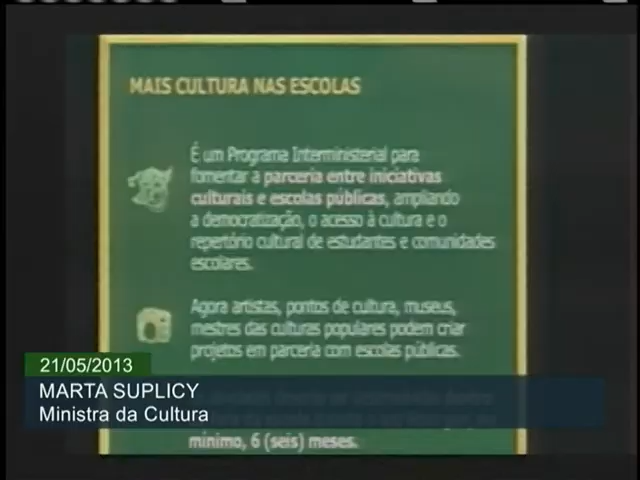 MAIS CULTURA NAS ESCOLAS
É um Programa Interministerial para
fomentar a parceria entre iniciativas
culturais e escolas públicas, ampliando
a democratização, o acesso à cultura e o
repertório cultural de estudantes e comunidades
escolares.
Agora artistas, pontos de cultura, museus,
mestres das culturas populares podem criar
projetos em parceria com escolas públicas.
21/05/2013
MARTA SUPLICY
Ministra da Cultura
mínimo, 6 (seis) meses.